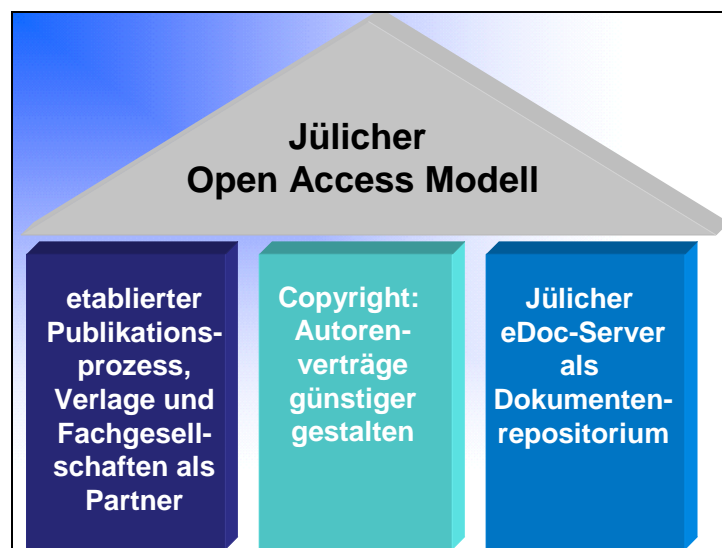 Jülicher
Open Access Modell
etablierter
Publikations-
prozess,
Verlage und
Fachgesell-
schaften als
Partner
Copyright:
Autoren-
verträge
günstiger
gestalten
Jülicher
eDoc-Server
als
Dokumenten-
repositorium